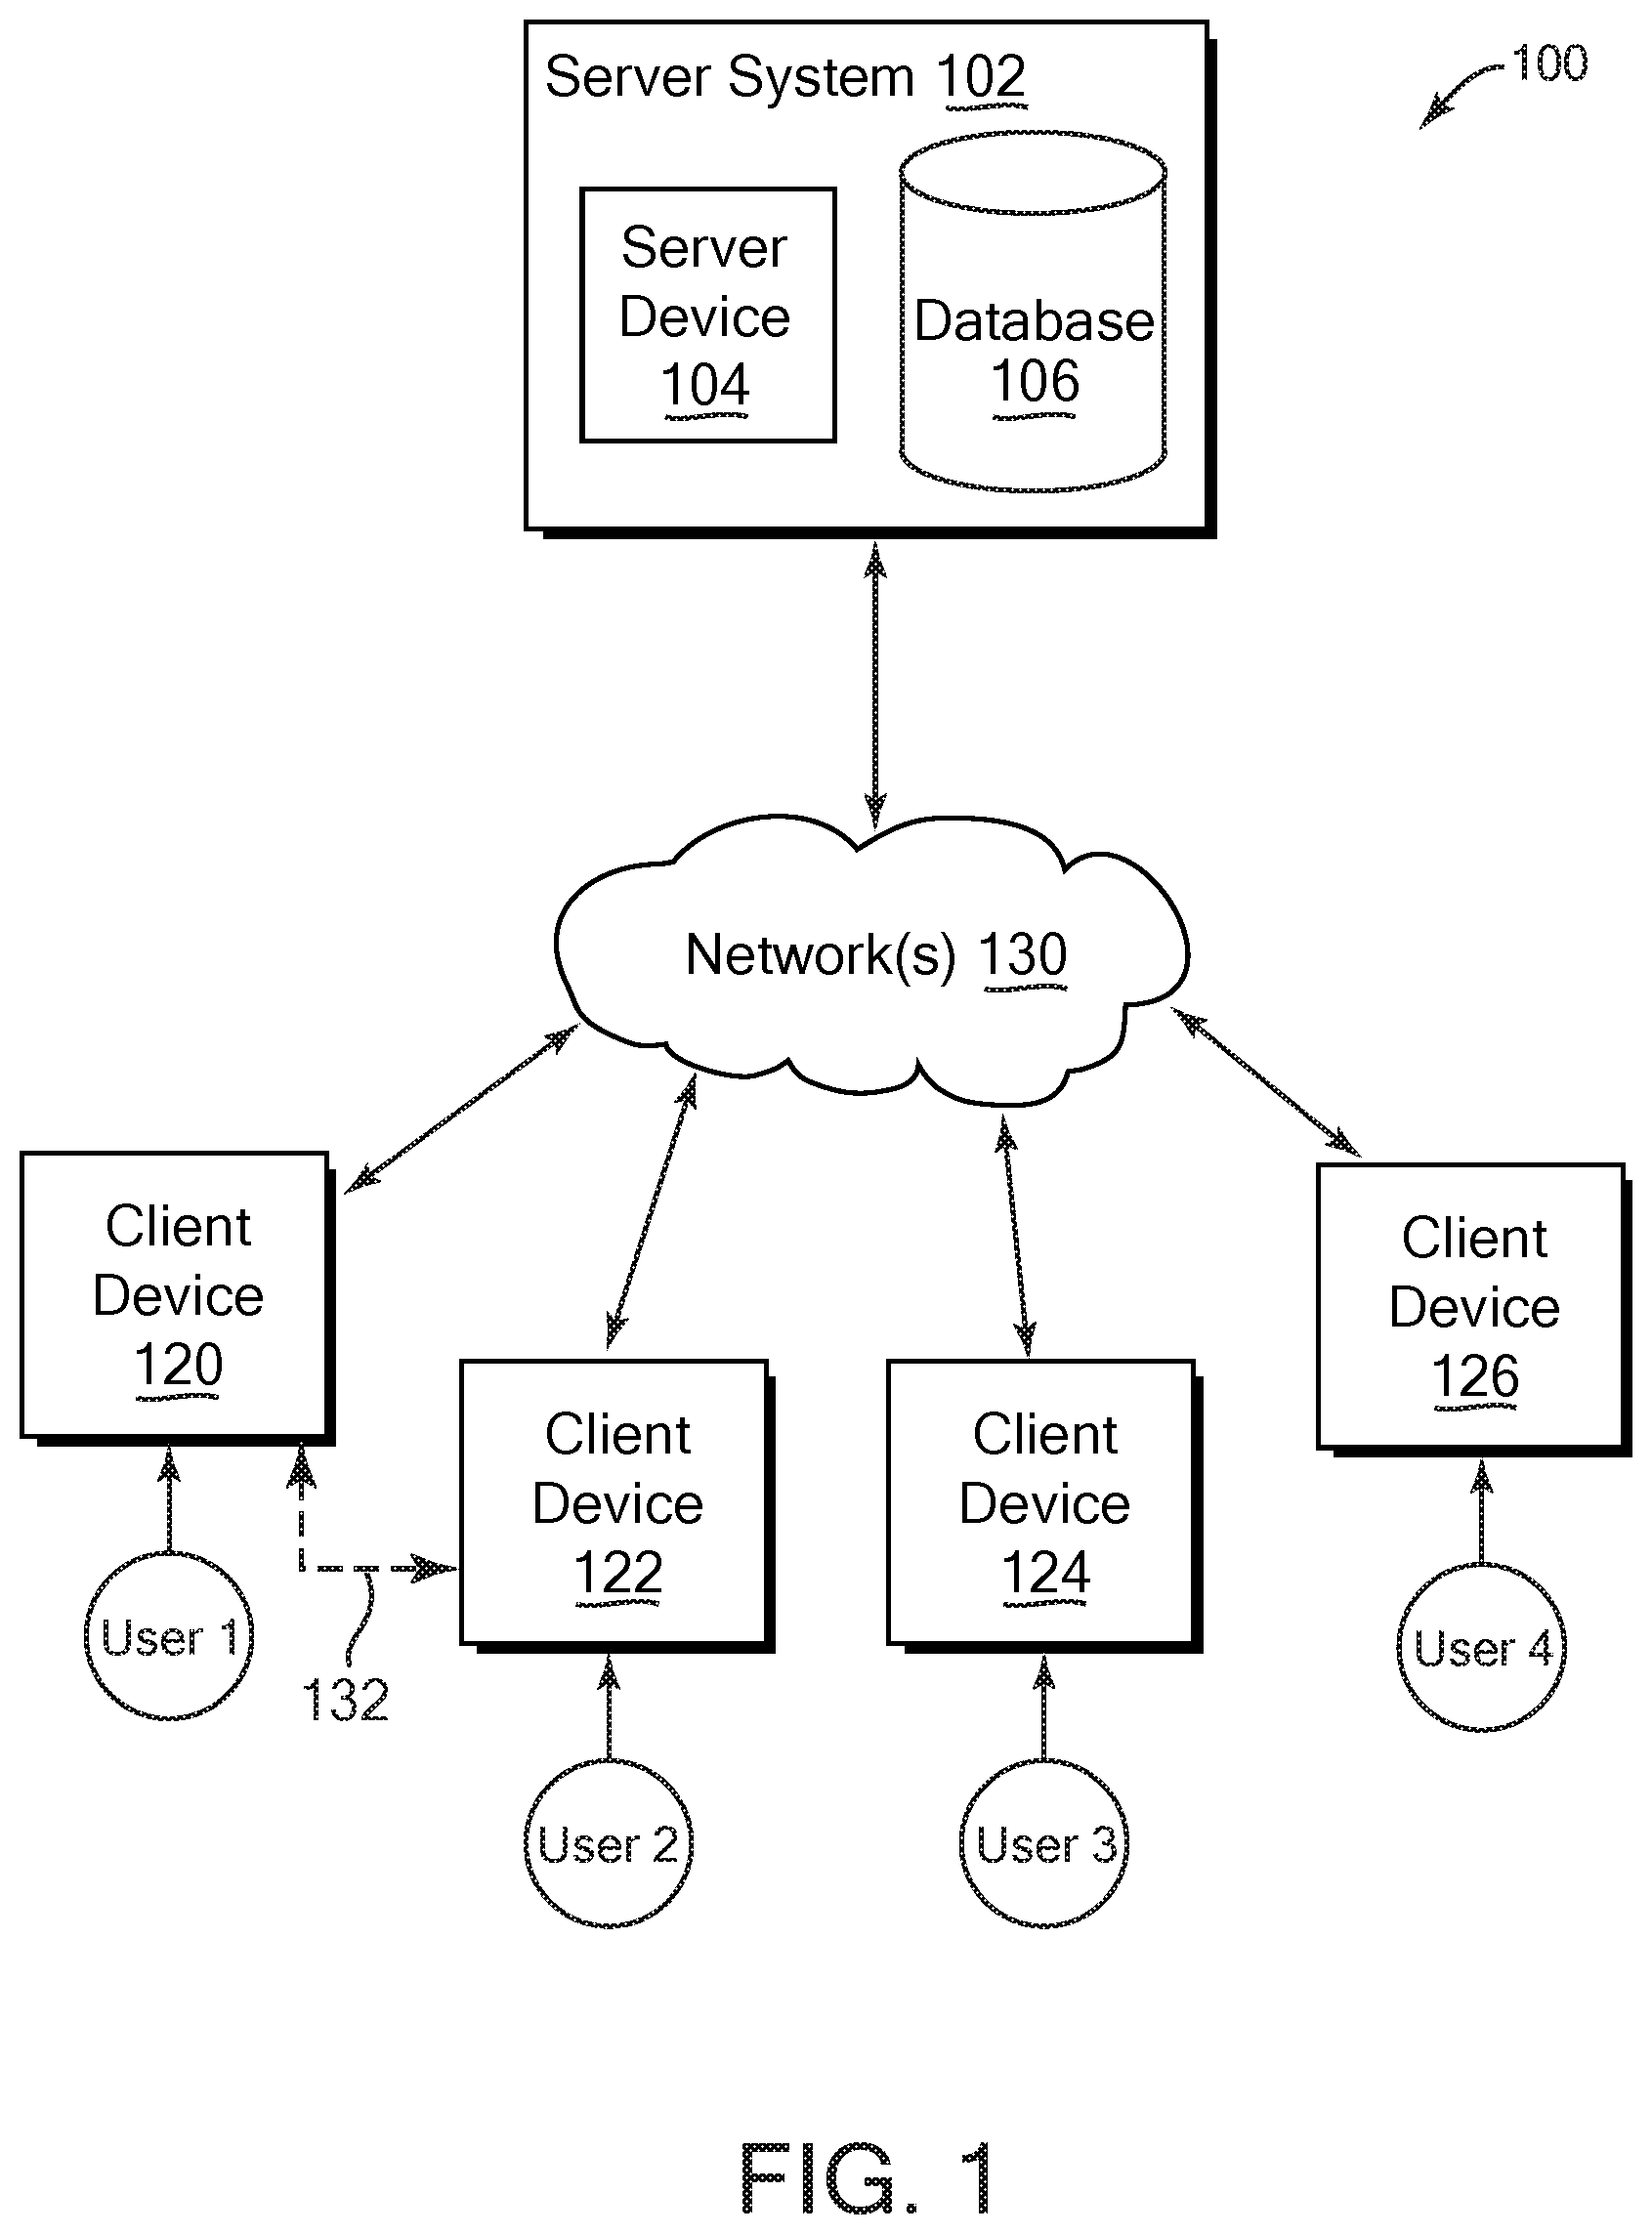 Server System 102
100
Server
Device
104
Database
106
Network(s) 130
Client
Device
120
Client
Device
122
Client
Device
124
Client
Device
126
User 1
132
User 2
User 3
User 4
FIG. 1